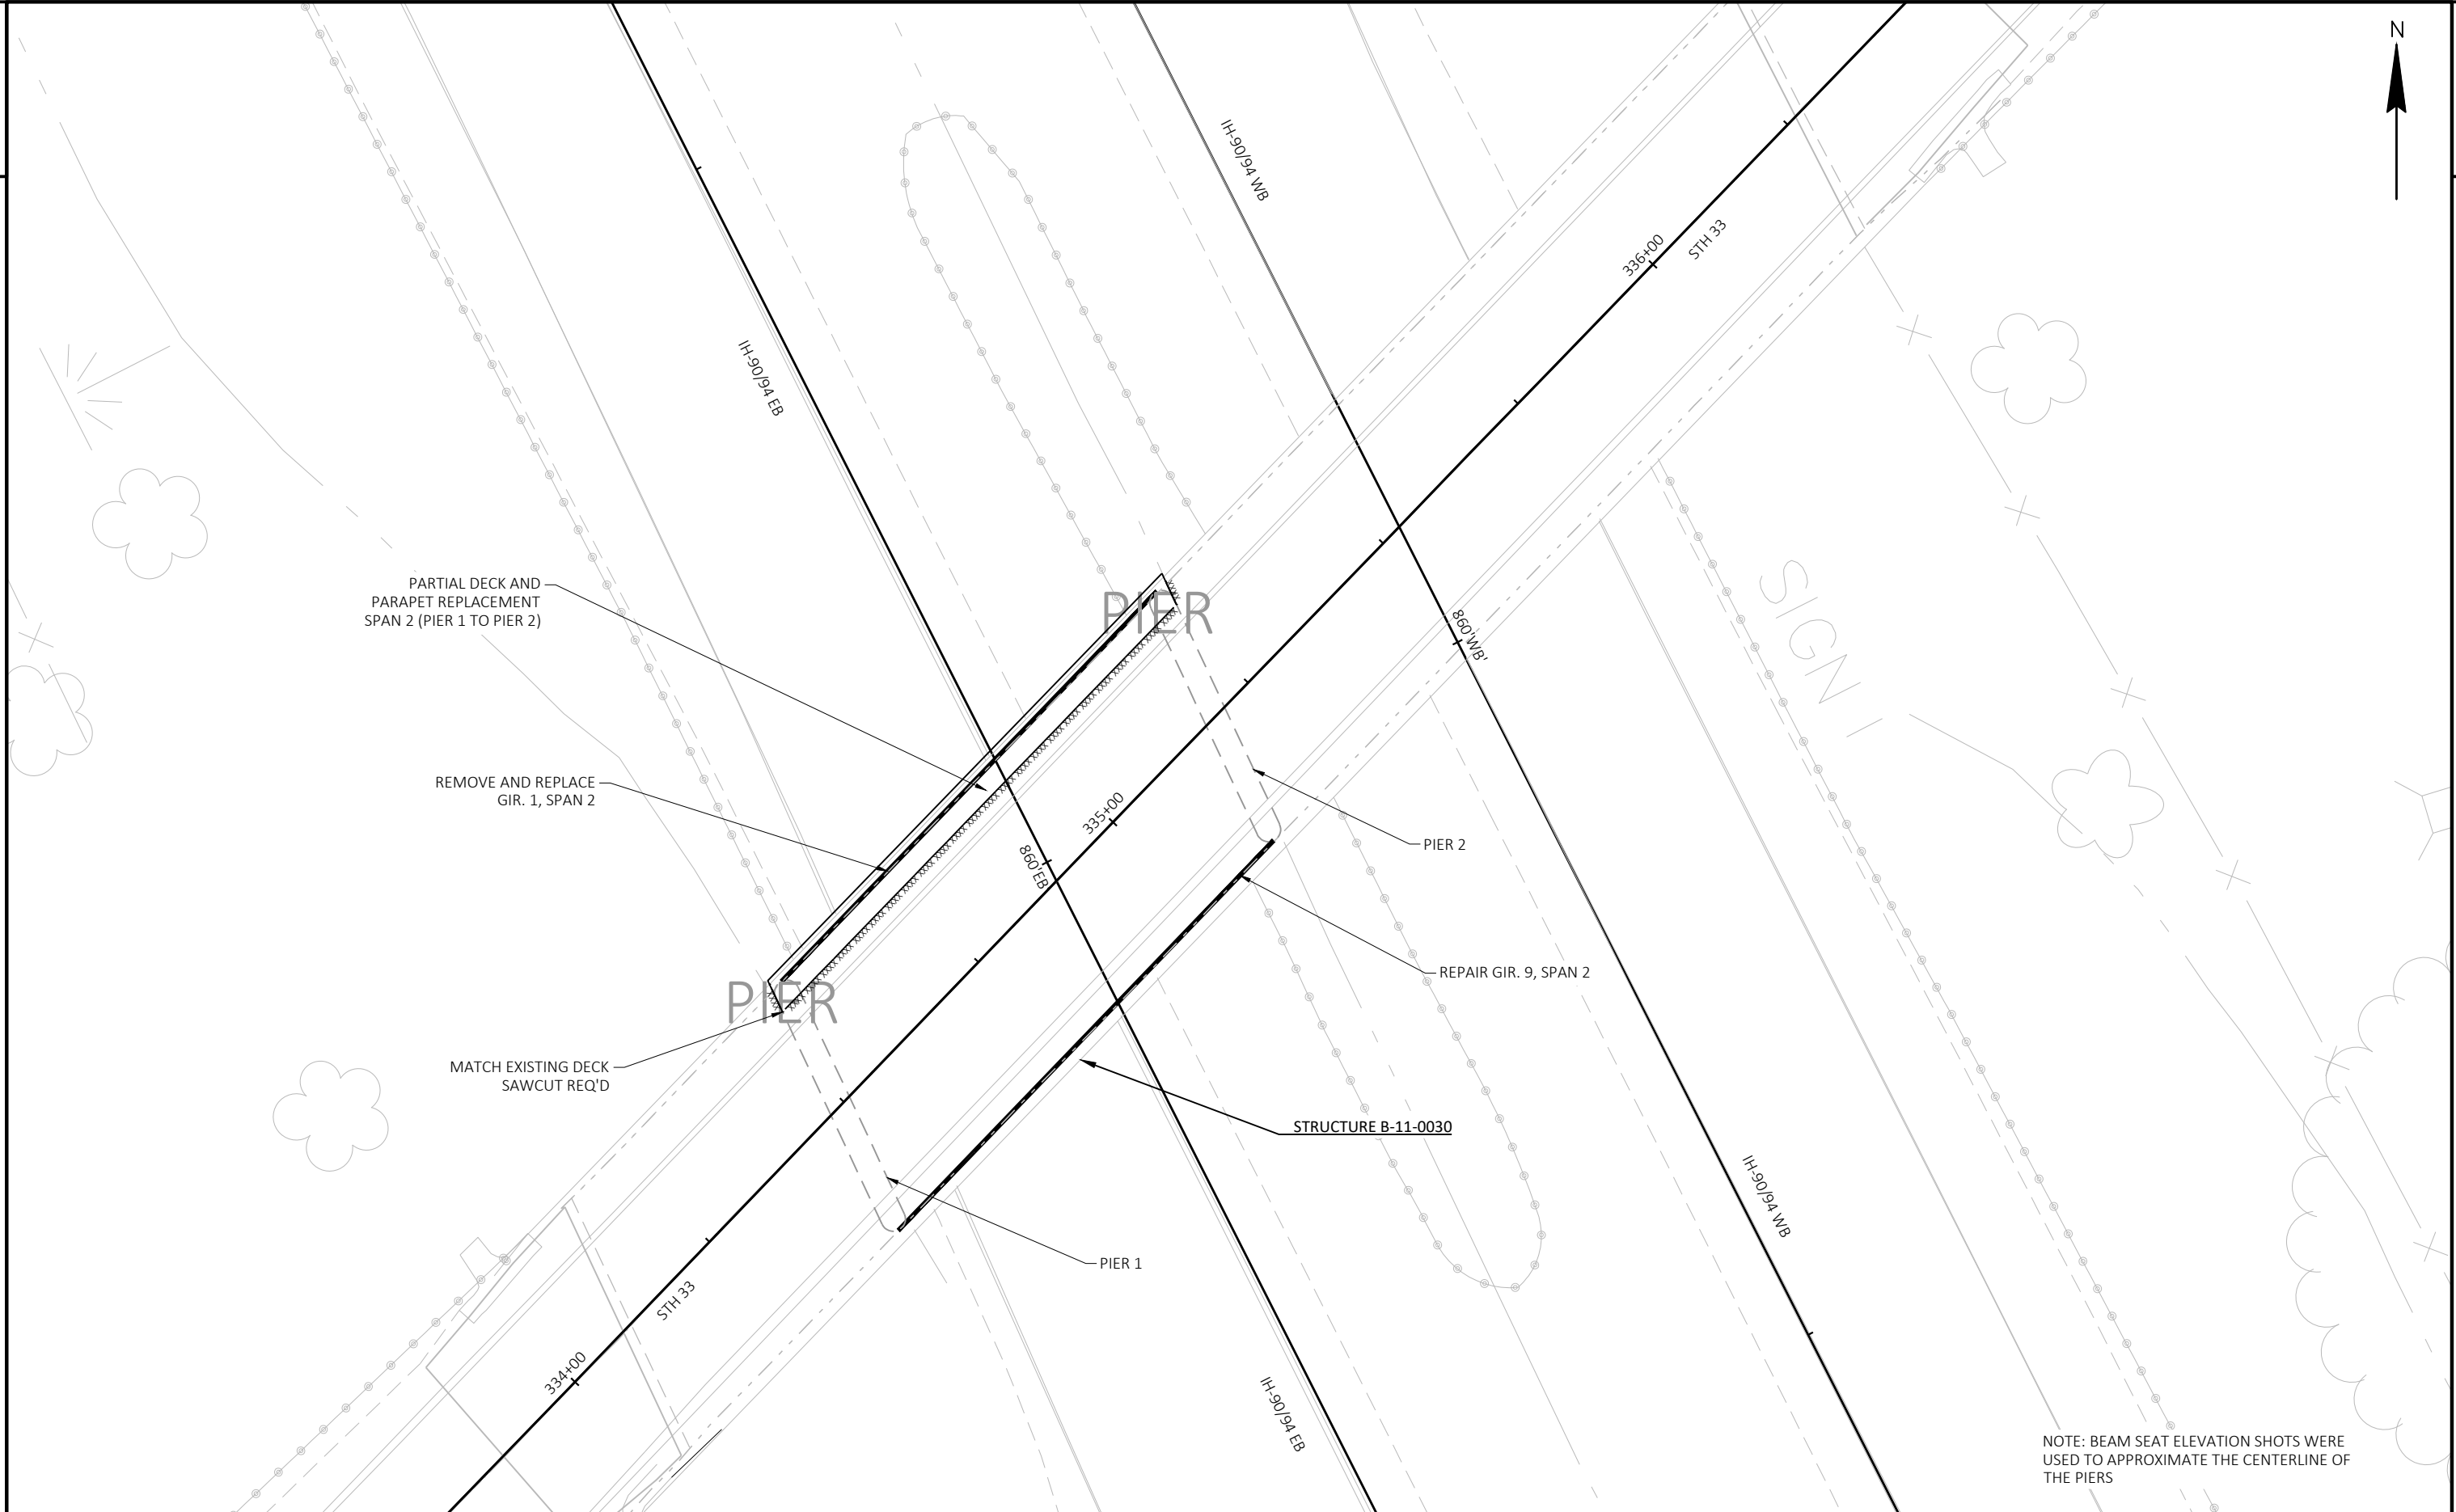 N
IH-90/94 WB
336+00
STH 33
IH-90/94 EB
PARTIAL DECK AND
PARAPET REPLACEMENT
SPAN 2 (PIER 1 TO PIER 2)
PIER
860'WB'
SIGN
REMOVE AND REPLACE
GIR. 1, SPAN 2
335+00
860'EB'
PIER 2
REPAIR GIR. 9, SPAN 2
PIER
MATCH EXISTING DECK
SAWCUT REQ'D
STRUCTURE B-11-0030
IH-90/94 WB
PIER 1
STH 33
334+00
IH-90/94 EB
NOTE: BEAM SEAT ELEVATION SHOTS WERE
USED TO APPROXIMATE THE CENTERLINE OF
THE PIERS